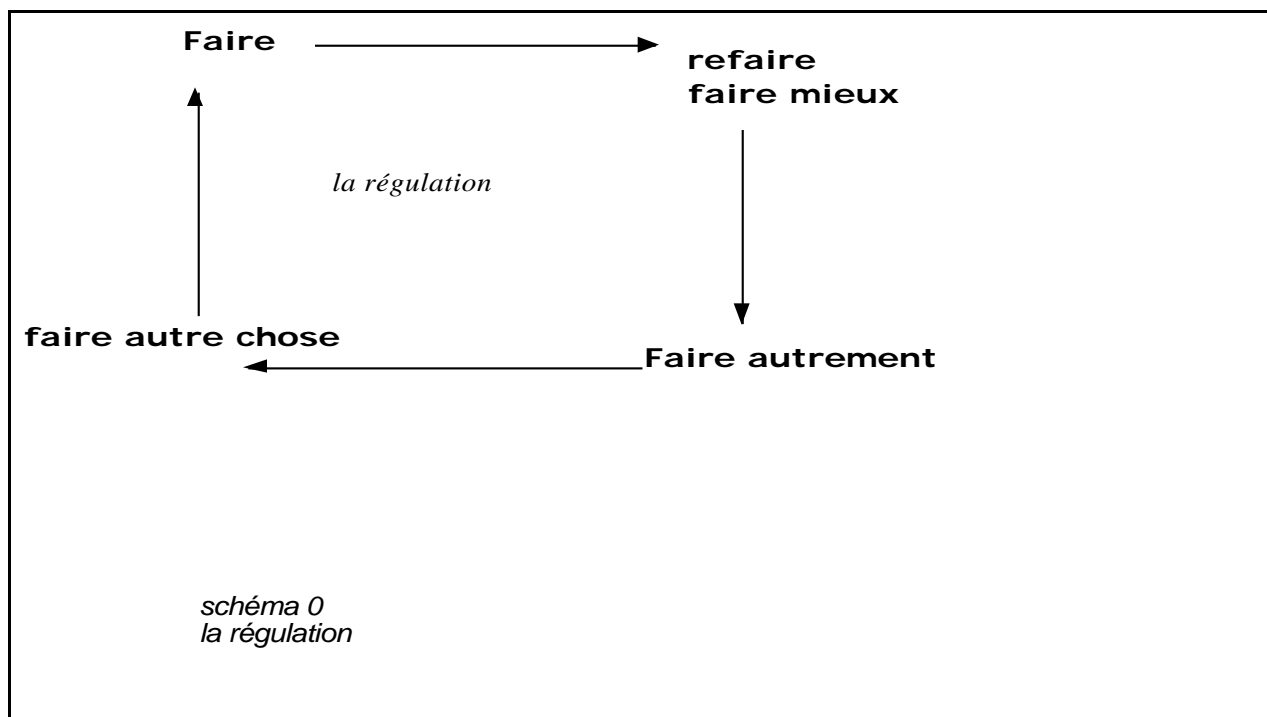 Faire
refaire
faire mieux
la régulation
faire autre chose
Faire autrement
schéma 0
la régulation